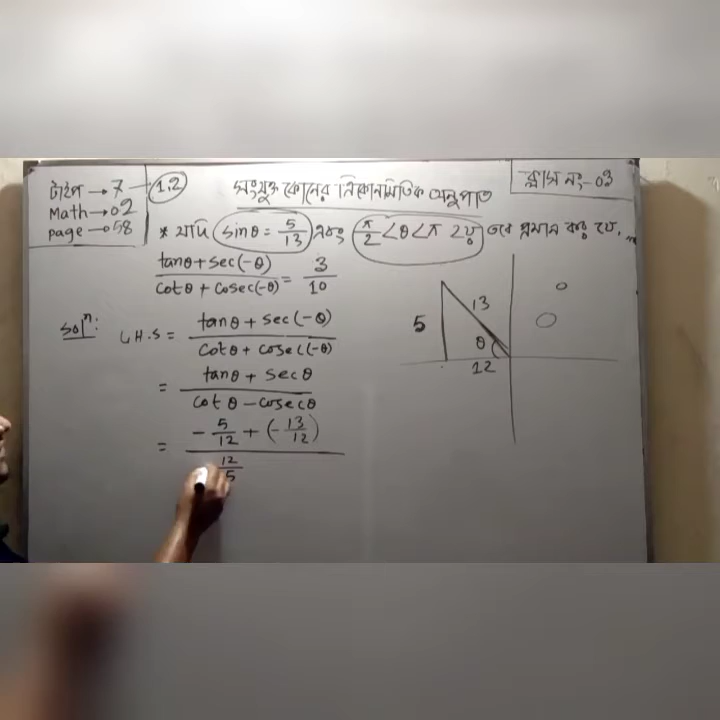 টাইপ → 7 → 1.2
Math → 02
page → 58
সংযুক্ত কোনের ত্রিকোনমিতিক অনুপাত
ক্লাস নং-03
* যদি sinθ = 5/13 এবং π/2 < θ < π হয় তবে প্রমান কর যে,
(tanθ + sec(-θ))/(cotθ + cosec(-θ)) = 3/10
Solⁿ: L.H.S = (tanθ + sec(-θ))/(cotθ + cosec(-θ))
= (tanθ + secθ)/(cotθ - cosecθ)
= (-5/12 + (-13/12))/(12/5
13
5
θ
12